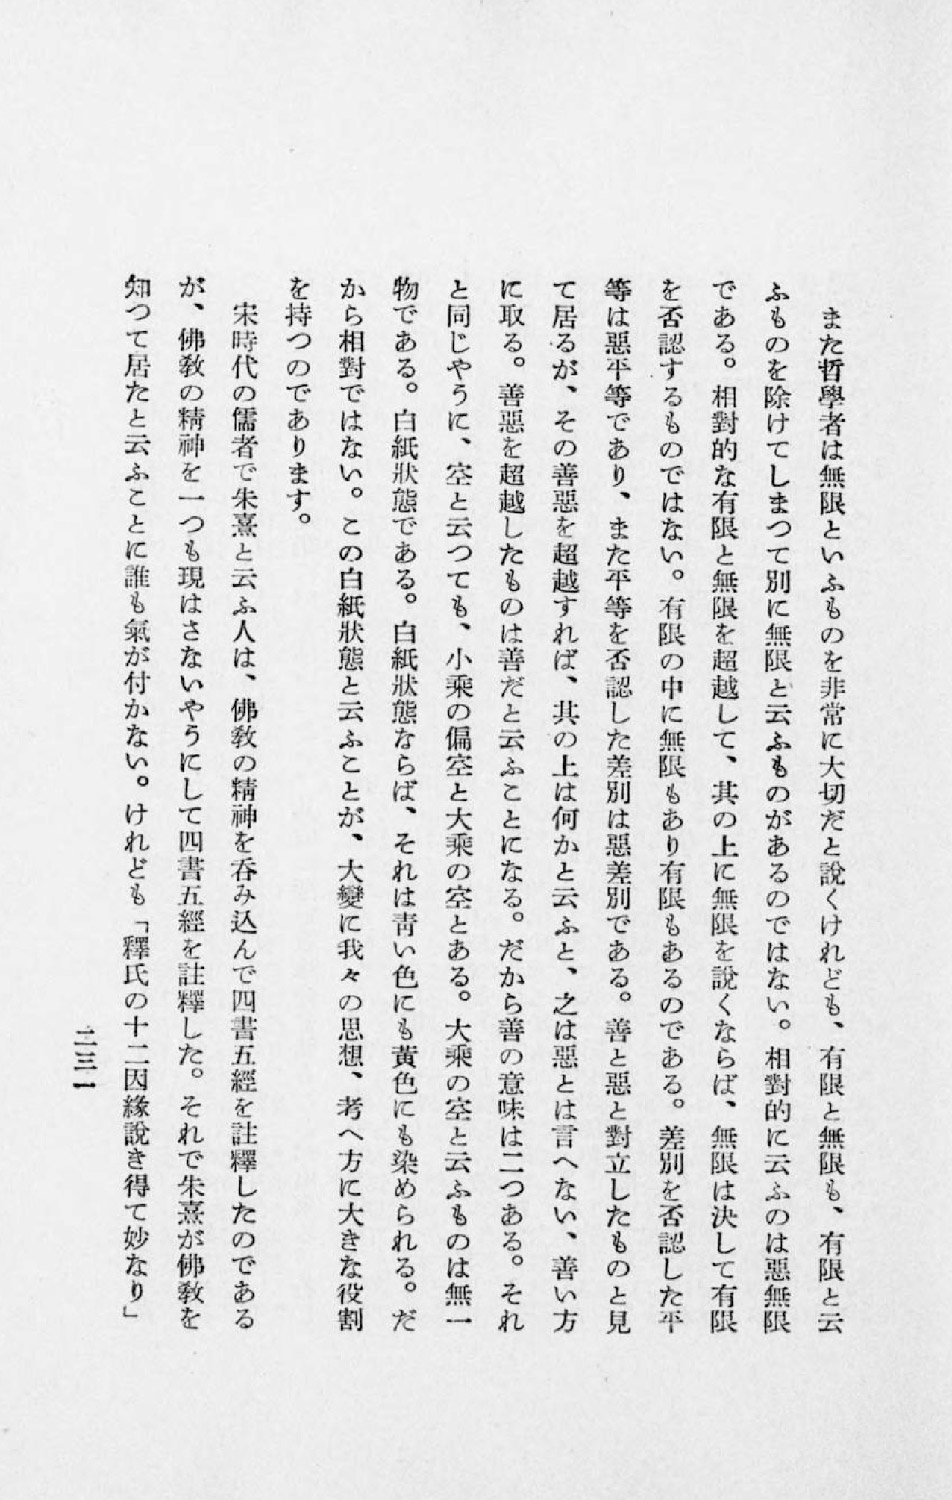 また哲學者は無限といふものを非常に大切だと說くけれども、有限と無限も、有限と云
ふものを除けてしまつて別に無限と云ふものがあるのではない。相對的に云ふのは惡無限
である。相對的な有限と無限を超越して、其の上に無限を說くならば、無限は決して有限
を否認するものではない。有限の中に無限もあり有限もあるのである。差別を否認した平
等は惡平等であり、また平等を否認した差別は惡差別である。善と惡と對立したものと見
て居るが、その善惡を超越すれば、其の上は何かと云ふと、之は惡とは言へない、善い方
に取る。善惡を超越したものは善だと云ふことになる。だから善の意味は二つある。それ
と同じやうに、空と云つても、小乘の偏空と大乘の空とある。大乘の空と云ふものは無一
物である。白紙狀態である。白紙狀態ならば、それは靑い色にも黃色にも染められる。だ
から相對ではない。この白紙狀態と云ふことが、大變に我々の思想、考へ方に大きな役割
を持つのであります。
宋時代の儒者で朱熹と云ふ人は、佛敎の精神を呑み込んで四書五經を註釋したのである
が、佛敎の精神を一つも現はさないやうにして四書五經を註釋した。それで朱熹が佛敎を
知つて居たと云ふことに誰も氣が付かない。けれども「釋氏の十二因緣說き得て妙なり」
二三一